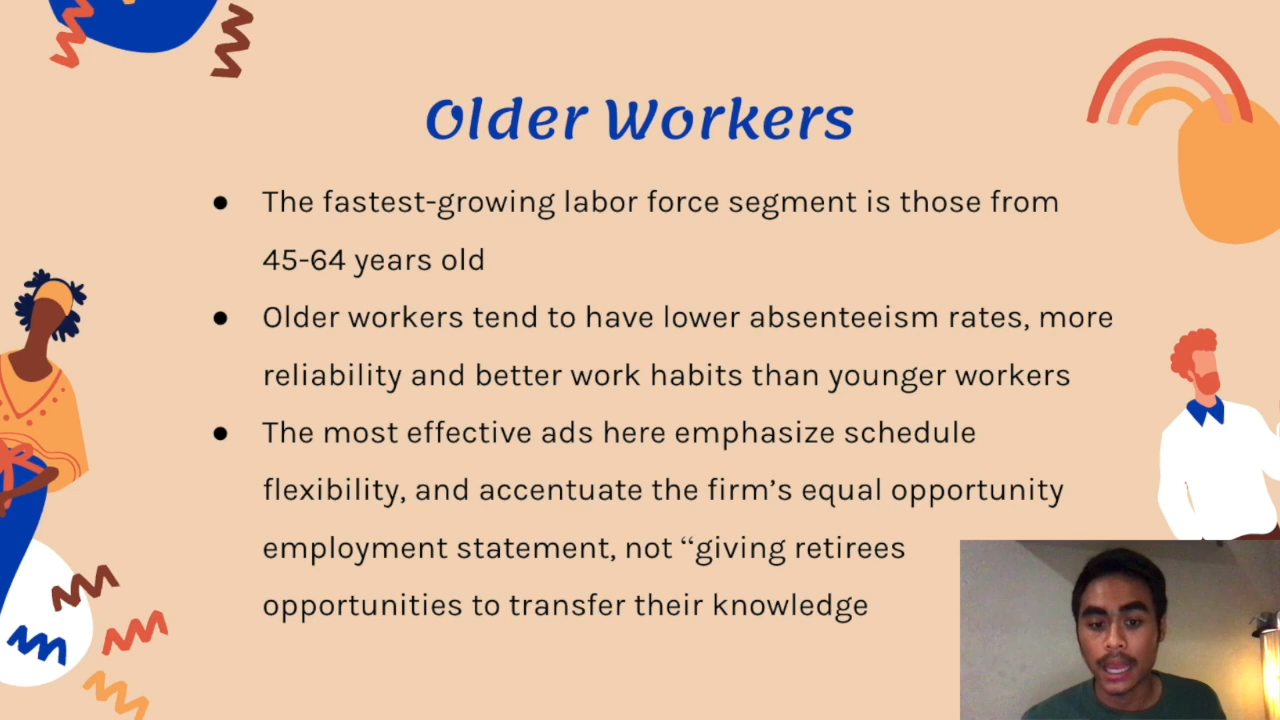 Older Workers
● The fastest-growing labor force segment is those from
45-64 years old
● Older workers tend to have lower absenteeism rates, more
reliability and better work habits than younger workers
● The most effective ads here emphasize schedule
flexibility, and accentuate the firm’s equal opportunity
employment statement, not “giving retirees
opportunities to transfer their knowledge